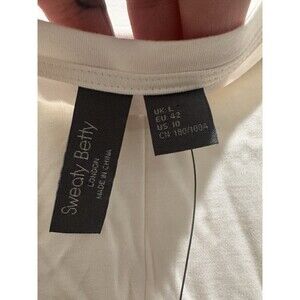 Sweaty Betty
LONDON
MADE IN CHINA
UK: L
EU: 42
US: 10
CN: 180/100A